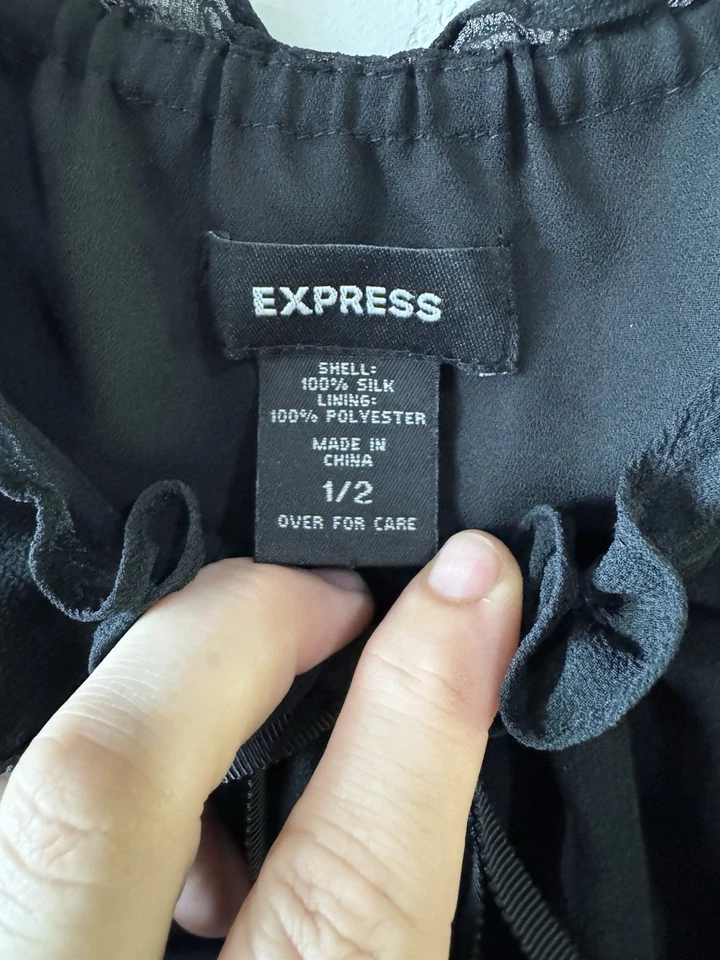 EXPRESS
SHELL:
100% SILK
LINING:
100% POLYESTER
MADE IN
CHINA
1/2
OVER FOR CARE